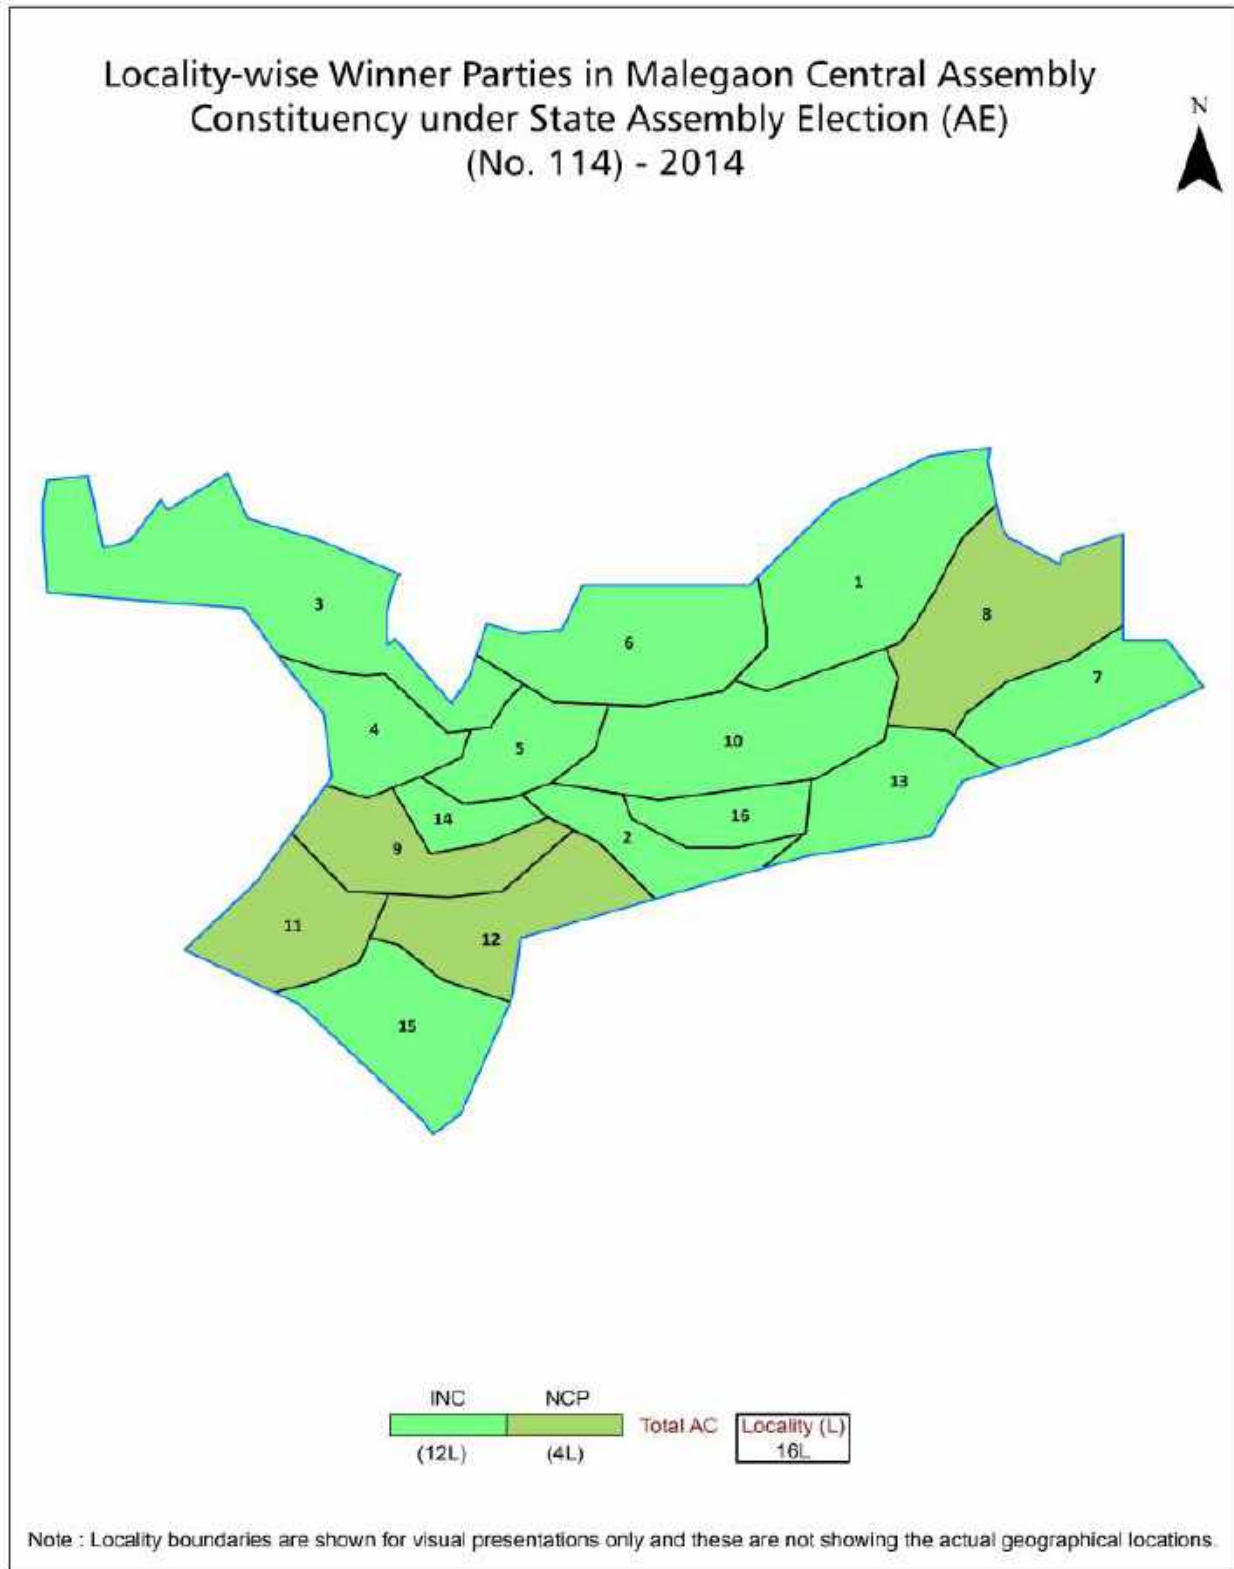 Locality-wise Winner Parties in Malegaon Central Assembly
Constituency under State Assembly Election (AE)
(No. 114) - 2014
N
1
8
3
6
7
4
5
10
13
14
16
2
9
11
12
15
INC NCP
Total AC Locality (L)
(12L) (4L) 16L
Note : Locality boundaries are shown for visual presentations only and these are not showing the actual geographical locations.